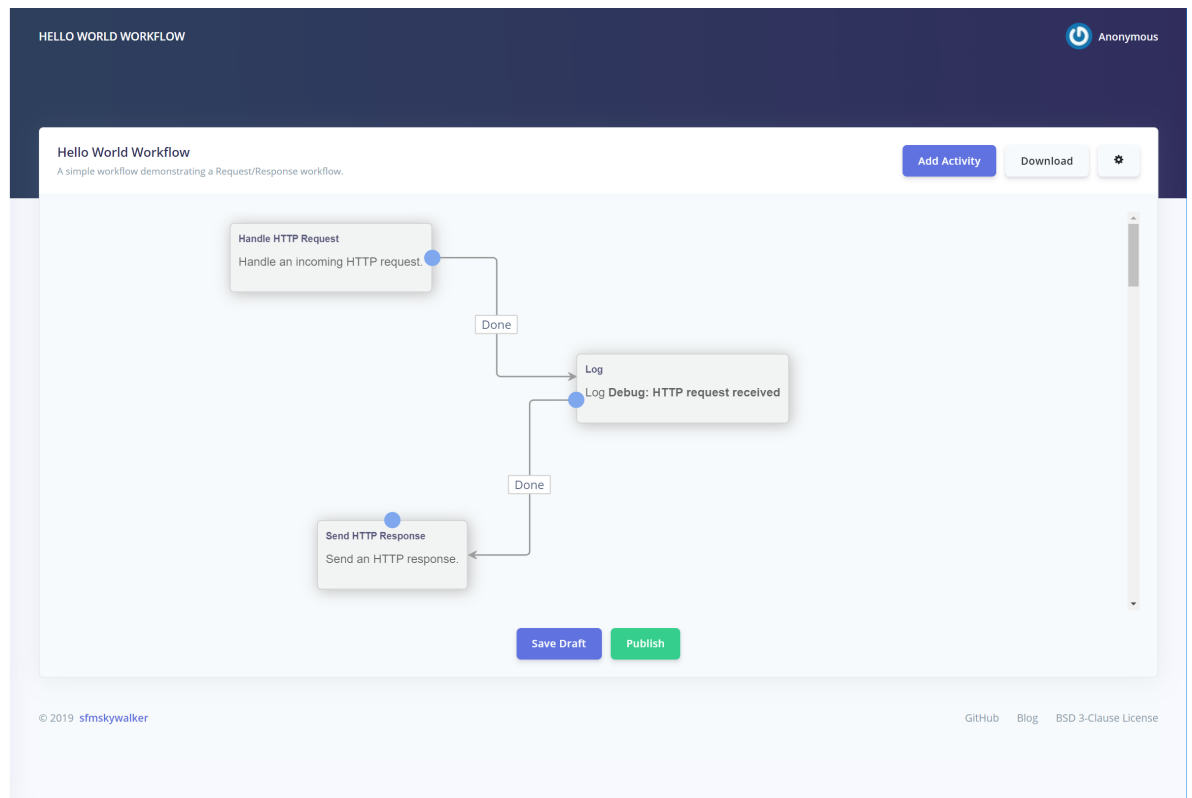 HELLO WORLD WORKFLOW
Anonymous
Hello World Workflow
A simple workflow demonstrating a Request/Response workflow.
Add Activity
Download
Handle HTTP Request
Handle an incoming HTTP request.
Done
Log
Log Debug: HTTP request received
Done
Send HTTP Response
Send an HTTP response.
Save Draft
Publish
© 2019 sfmskywalker
GitHub
Blog
BSD 3-Clause License